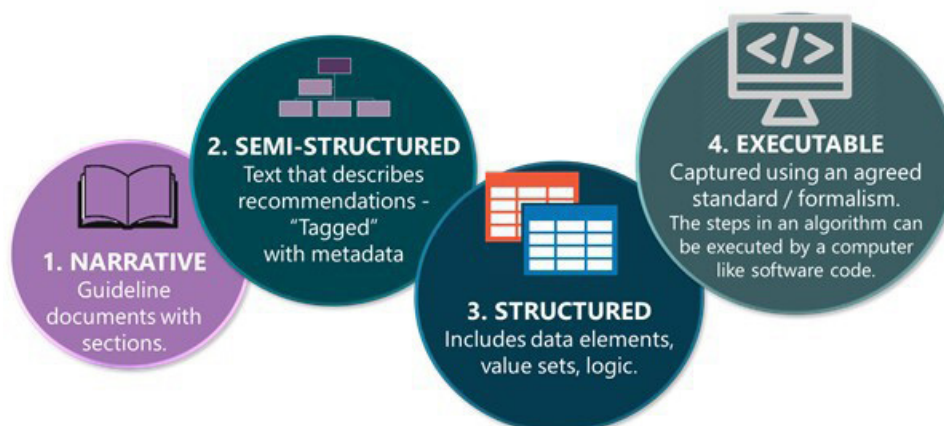 1. NARRATIVE
Guideline
documents with
sections.
2. SEMI-STRUCTURED
Text that describes
recommendations -
“Tagged”
with metadata
3. STRUCTURED
Includes data elements,
value sets, logic.
</>
4. EXECUTABLE
Captured using an agreed
standard / formalism.
The steps in an algorithm can
be executed by a computer
like software code.